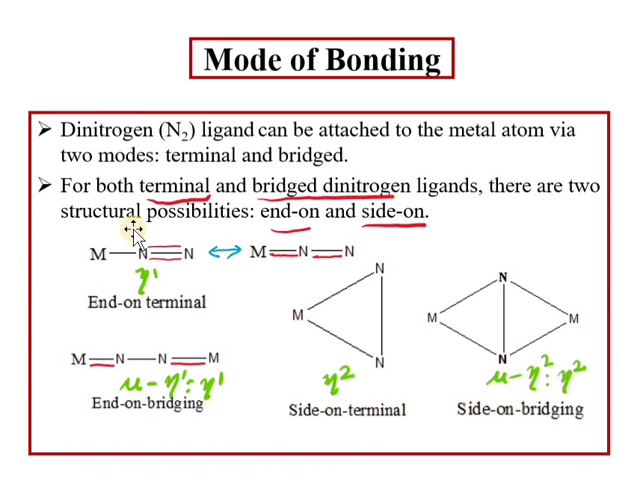 Mode of Bonding
➢ Dinitrogen (N₂) ligand can be attached to the metal atom via
two modes: terminal and bridged.
➢ For both terminal and bridged dinitrogen ligands, there are two
structural possibilities: end-on and side-on.
M—N≡N ↔ M=N=N
η¹
End-on terminal
N
M
N
N
M M
N
M=N—N=M
μ-η¹:η¹
End-on-bridging
η²
Side-on-terminal
μ-η²:η²
Side-on-bridging